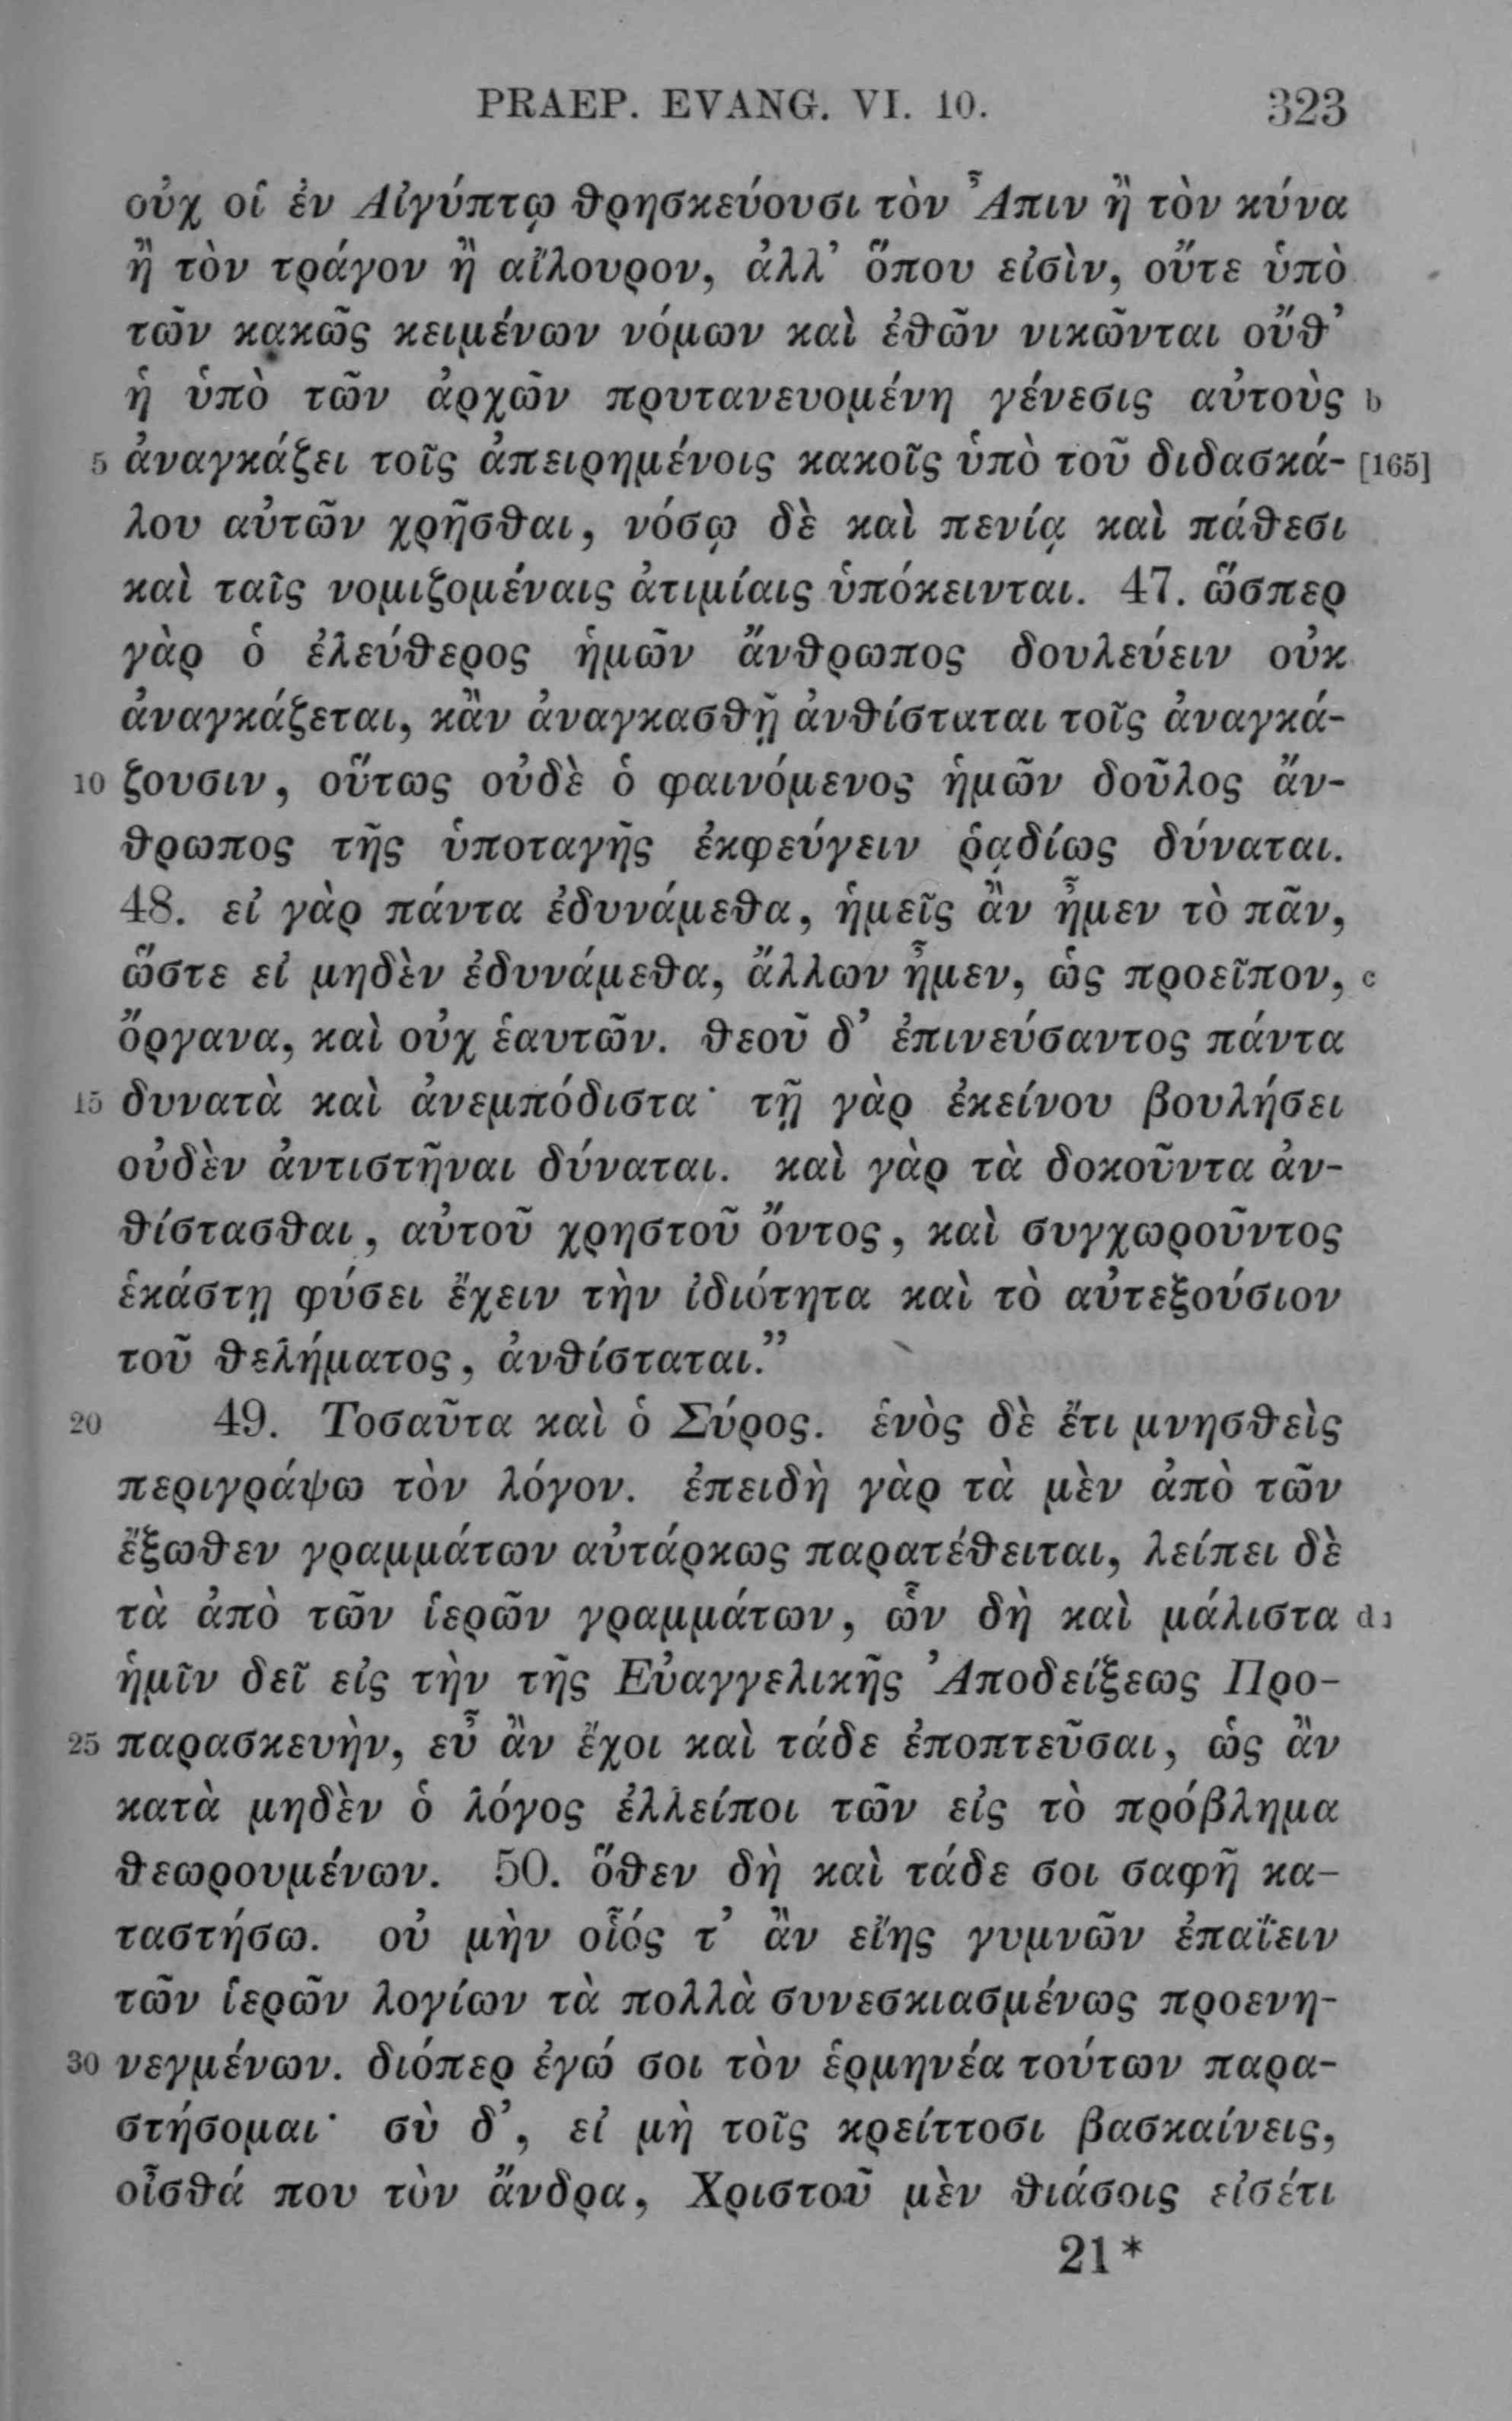 PRAEP. EVANG. VI. 10. 323
οὐχ οἱ ἐν Αἰγύπτῳ θρησκεύουσι τὸν Ἆπιν ἢ τὸν κύνα
ἢ τὸν τράγον ἢ αἴλουρον, ἀλλ’ ὅπου εἰσὶν, οὔτε ὑπὸ
τῶν κακῶς κειμένων νόμων καὶ ἐθῶν νικῶνται οὔθ’
ἡ ὑπὸ τῶν ἀρχῶν πρυτανευομένη γένεσις αὐτοὺς b
5 ἀναγκάζει τοῖς ἀπειρημένοις κακοῖς ὑπὸ τοῦ διδασκά- [165]
λου αὐτῶν χρῆσθαι, νόσῳ δὲ καὶ πενίᾳ καὶ πάθεσι
καὶ ταῖς νομιζομέναις ἀτιμίαις ὑπόκεινται. 47. ὥσπερ
γὰρ ὁ ἐλεύθερος ἡμῶν ἄνθρωπος δουλεύειν οὐκ
ἀναγκάζεται, κἂν ἀναγκασθῇ ἀνθίσταται τοῖς ἀναγκά-
10 ζουσιν, οὕτως οὐδὲ ὁ φαινόμενος ἡμῶν δοῦλος ἄν-
θρωπος τῆς ὑποταγῆς ἐκφεύγειν ῥᾳδίως δύναται.
48. εἰ γὰρ πάντα ἐδυνάμεθα, ἡμεῖς ἂν ἦμεν τὸ πᾶν,
ὥστε εἰ μηδὲν ἐδυνάμεθα, ἄλλων ἦμεν, ὡς προεῖπον, c
ὄργανα, καὶ οὐχ ἑαυτῶν. θεοῦ δ’ ἐπινεύσαντος πάντα
15 δυνατὰ καὶ ἀνεμπόδιστα· τῇ γὰρ ἐκείνου βουλήσει
οὐδὲν ἀντιστῆναι δύναται. καὶ γὰρ τὰ δοκοῦντα ἀν-
θίστασθαι, αὐτοῦ χρηστοῦ ὄντος, καὶ συγχωροῦντος
ἑκάστῃ φύσει ἔχειν τὴν ἰδιότητα καὶ τὸ αὐτεξούσιον
τοῦ θελήματος, ἀνθίσταται.”
20 49. Τοσαῦτα καὶ ὁ Σύρος. ἑνὸς δὲ ἔτι μνησθεὶς
περιγράψω τὸν λόγον. ἐπειδὴ γὰρ τὰ μὲν ἀπὸ τῶν
ἔξωθεν γραμμάτων αὐτάρκως παρατέθειται, λείπει δὲ
τὰ ἀπὸ τῶν ἱερῶν γραμμάτων, ὧν δὴ καὶ μάλιστα d
ἡμῖν δεῖ εἰς τὴν τῆς Εὐαγγελικῆς Ἀποδείξεως Προ-
25 παρασκευὴν, εὖ ἂν ἔχοι καὶ τάδε ἐποπτεῦσαι, ὡς ἂν
κατὰ μηδὲν ὁ λόγος ἐλλείποι τῶν εἰς τὸ πρόβλημα
θεωρουμένων. 50. ὅθεν δὴ καὶ τάδε σοι σαφῆ κα-
ταστήσω. οὐ μὴν οἷός τ’ ἂν εἴης γυμνῶν ἐπαΐειν
τῶν ἱερῶν λογίων τὰ πολλὰ συνεσκιασμένως προενη-
30 νεγμένων. διόπερ ἐγώ σοι τὸν ἑρμηνέα τούτων παρα-
στήσομαι· σὺ δ’, εἰ μὴ τοῖς κρείττοσι βασκαίνεις,
οἶσθά που τὸν ἄνδρα, Χριστοῦ μὲν θιάσοις εἰσέτι
21*